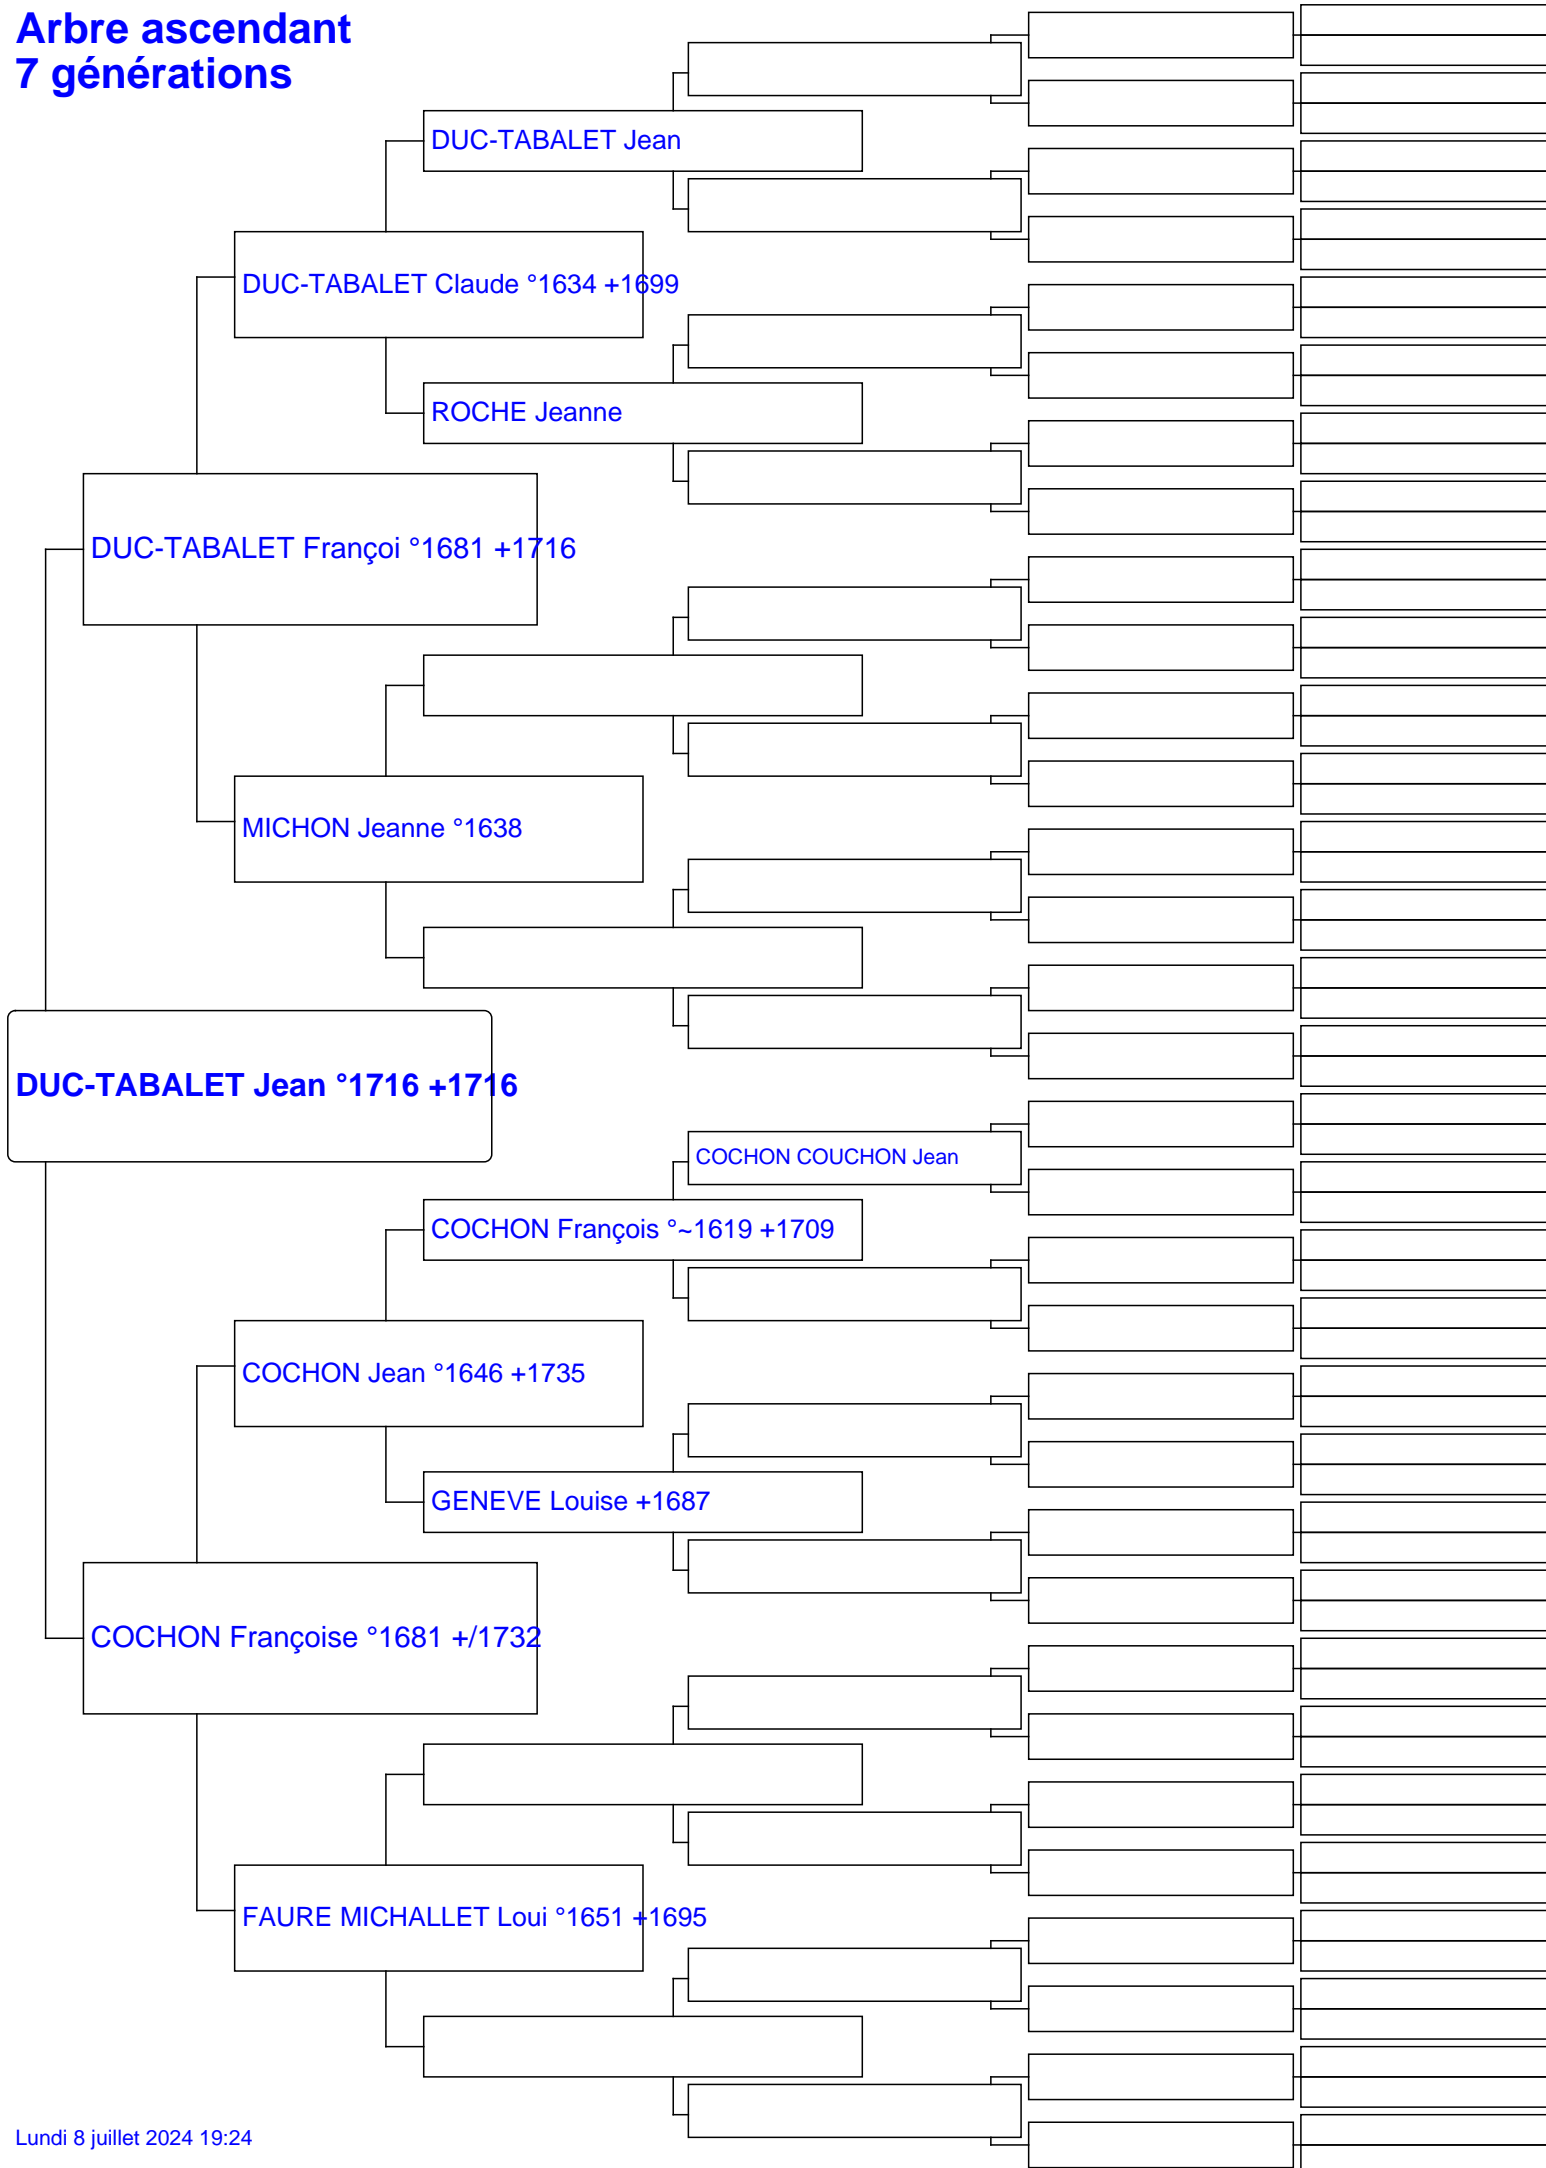 Arbre ascendant
7 générations
DUC-TABALET Jean
DUC-TABALET Claude °1634 +1699
ROCHE Jeanne
DUC-TABALET Françoi °1681 +1716
MICHON Jeanne °1638
DUC-TABALET Jean °1716 +1716
COCHON COUCHON Jean
COCHON François °~1619 +1709
COCHON Jean °1646 +1735
GENEVE Louise +1687
COCHON Françoise °1681 +/1732
FAURE MICHALLET Loui °1651 +1695
Lundi 8 juillet 2024 19:24